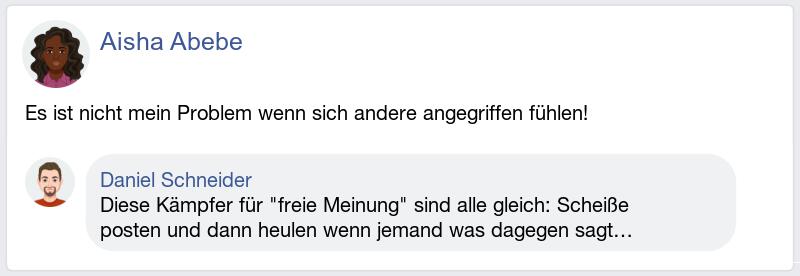 Aisha Abebe
Es ist nicht mein Problem wenn sich andere angegriffen fühlen!
Daniel Schneider
Diese Kämpfer für "freie Meinung" sind alle gleich: Scheiße
posten und dann heulen wenn jemand was dagegen sagt...